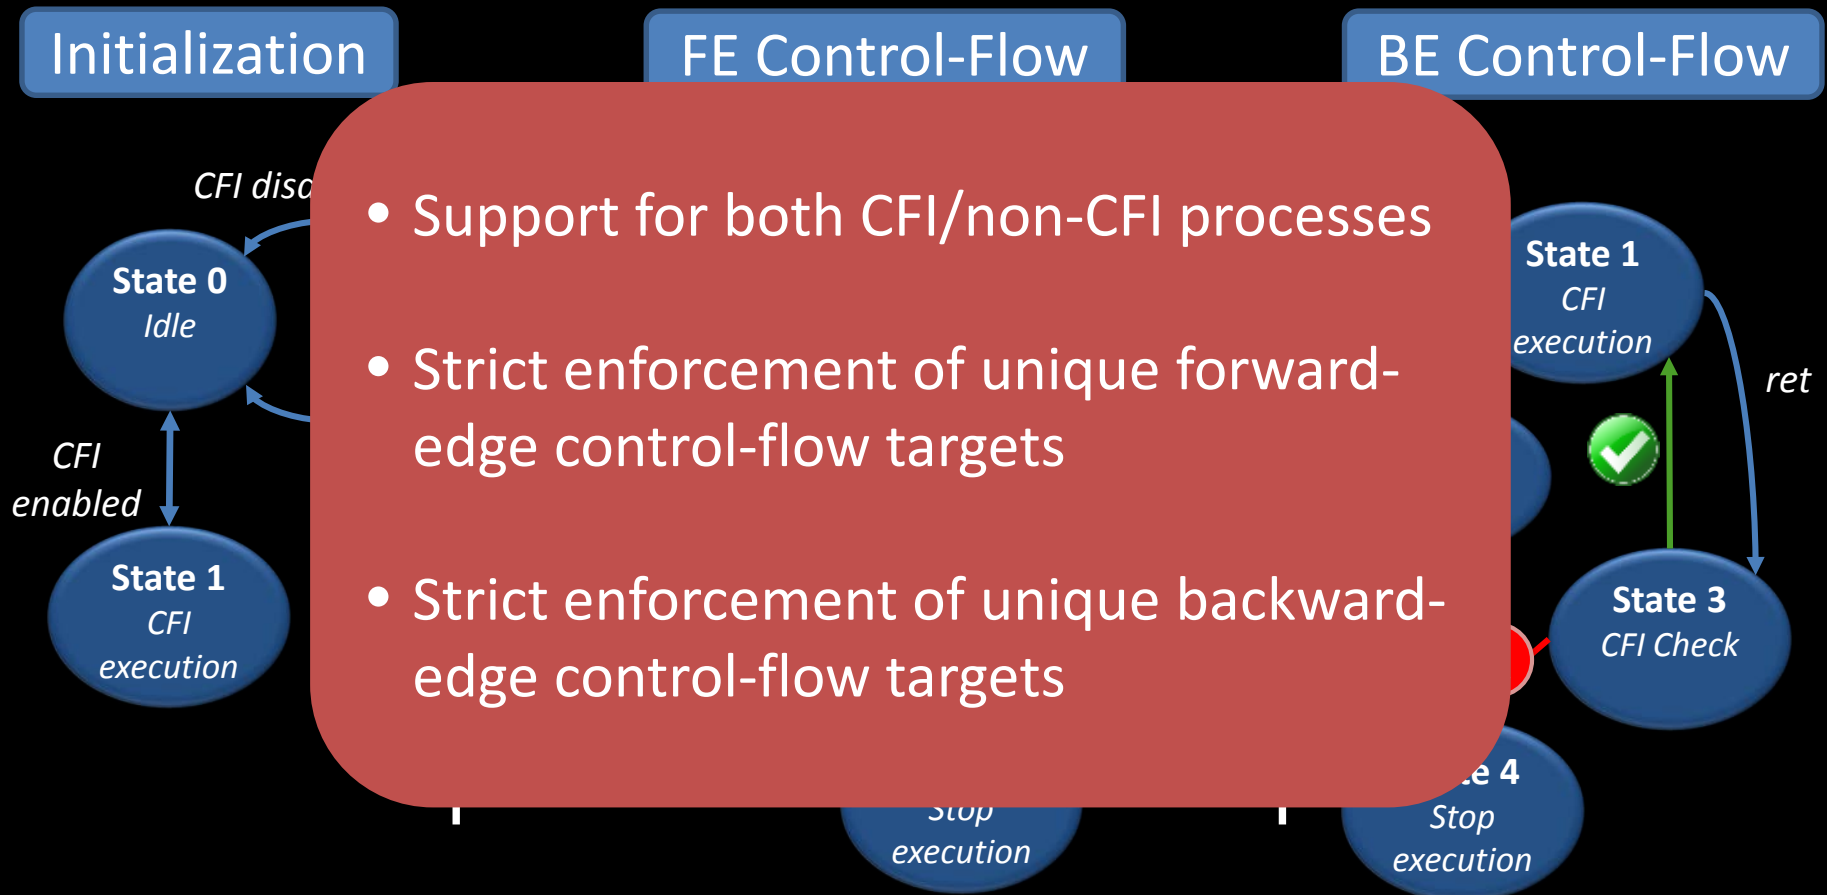 Initialization
FE Control-Flow
BE Control-Flow
CFI
State 0
Idle
CFI
enabled
State 1
CFI
execution
• Support for both CFI/non-CFI processes
• Strict enforcement of unique forward-
edge control-flow targets
• Strict enforcement of unique backward-
edge control-flow targets
Stop
execution
State 1
CFI
execution
ret
State 3
CFI Check
4
Stop
execution